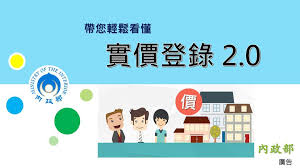 帶您輕鬆看懂
實價登錄 2.0
MINISTRY OF THE INTERIOR
內政部
價
內政部
廣告